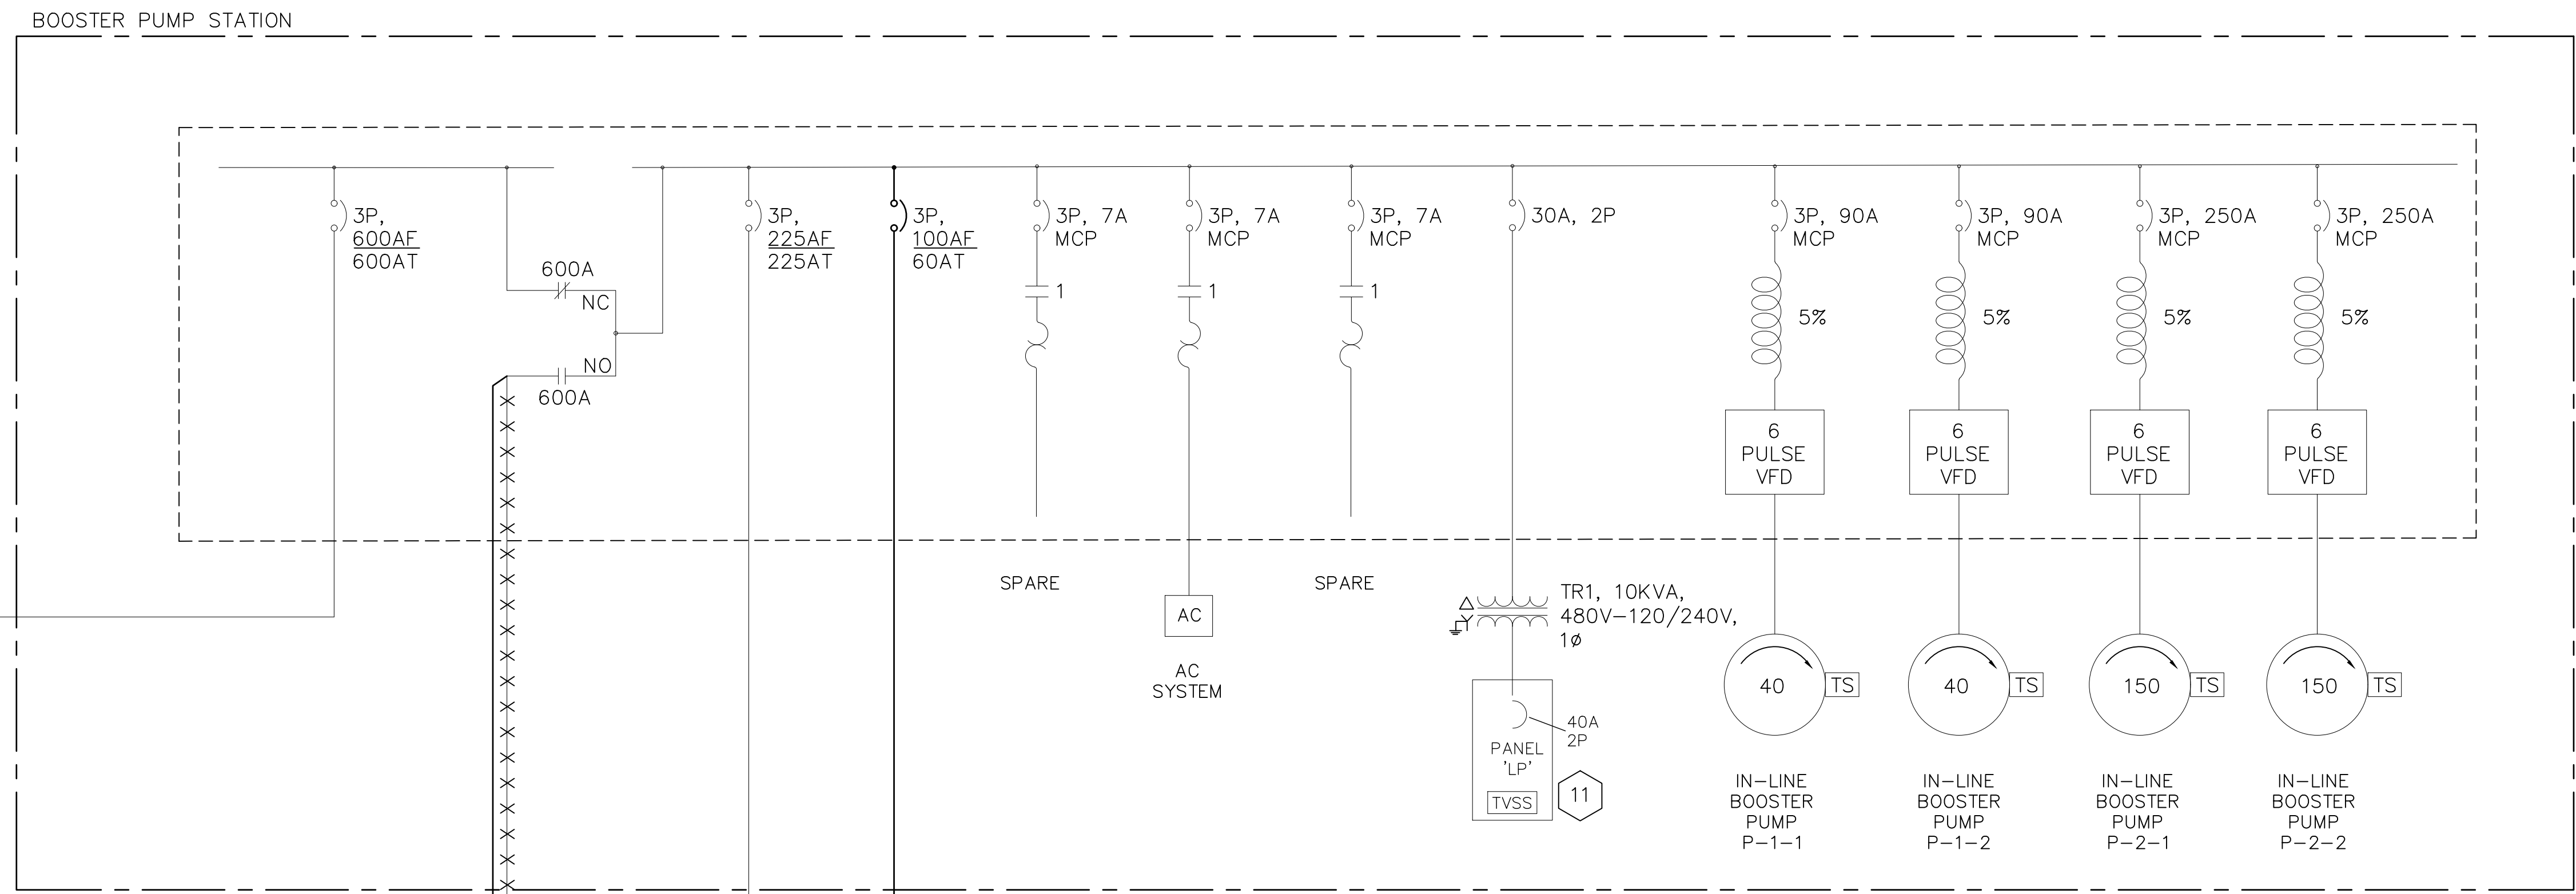 BOOSTER PUMP STATION
3P,
600AF
600AT
600A
NC
NO
600A
3P,
225AF
225AT
3P,
100AF
60AT
3P, 7A
MCP
1
SPARE
3P, 7A
MCP
1
AC
AC
SYSTEM
3P, 7A
MCP
1
SPARE
30A, 2P
TR1, 10KVA,
480V-120/240V,
1ø
40A
2P
PANEL
'LP'
TVSS
11
3P, 90A
MCP
5%
6
PULSE
VFD
40
TS
IN-LINE
BOOSTER
PUMP
P-1-1
3P, 90A
MCP
5%
6
PULSE
VFD
40
TS
IN-LINE
BOOSTER
PUMP
P-1-2
3P, 250A
MCP
5%
6
PULSE
VFD
150
TS
IN-LINE
BOOSTER
PUMP
P-2-1
3P, 250A
MCP
5%
6
PULSE
VFD
150
TS
IN-LINE
BOOSTER
PUMP
P-2-2